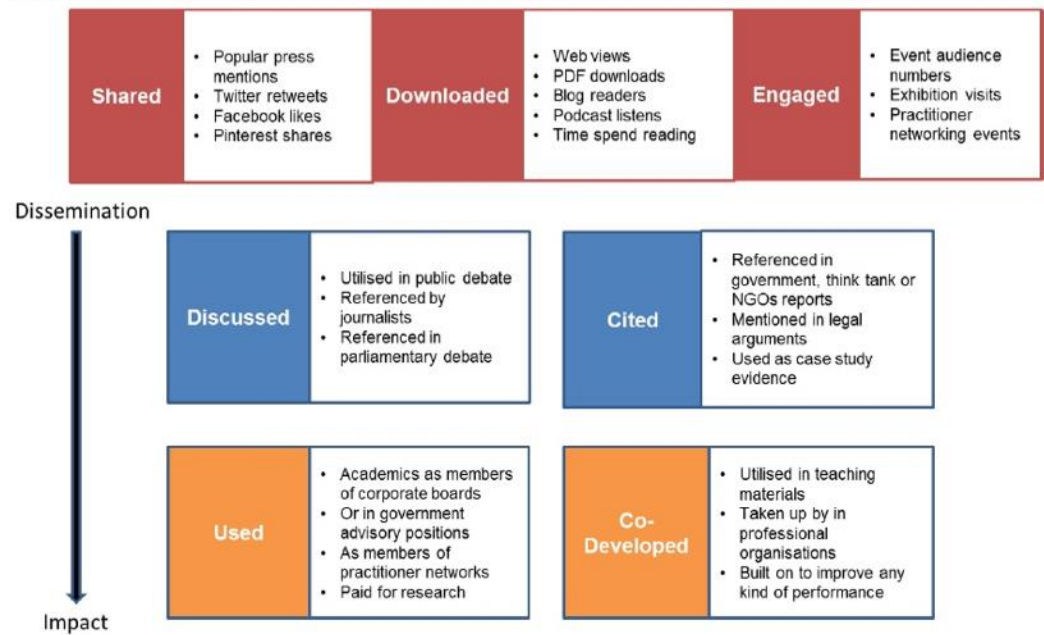 Shared
• Popular press
mentions
• Twitter retweets
• Facebook likes
• Pinterest shares
Downloaded
• Web views
• PDF downloads
• Blog readers
• Podcast listens
• Time spend reading
Engaged
• Event audience
numbers
• Exhibition visits
• Practitioner
networking events
Dissemination
Discussed
• Utilised in public debate
• Referenced by
journalists
• Referenced in
parliamentary debate
Cited
• Referenced in
government, think tank or
NGOs reports
• Mentioned in legal
arguments
• Used as case study
evidence
Used
• Academics as members
of corporate boards
• Or in government
advisory positions
• As members of
practitioner networks
• Paid for research
Co-
Developed
• Utilised in teaching
materials
• Taken up by in
professional
organisations
• Built on to improve any
kind of performance
Impact